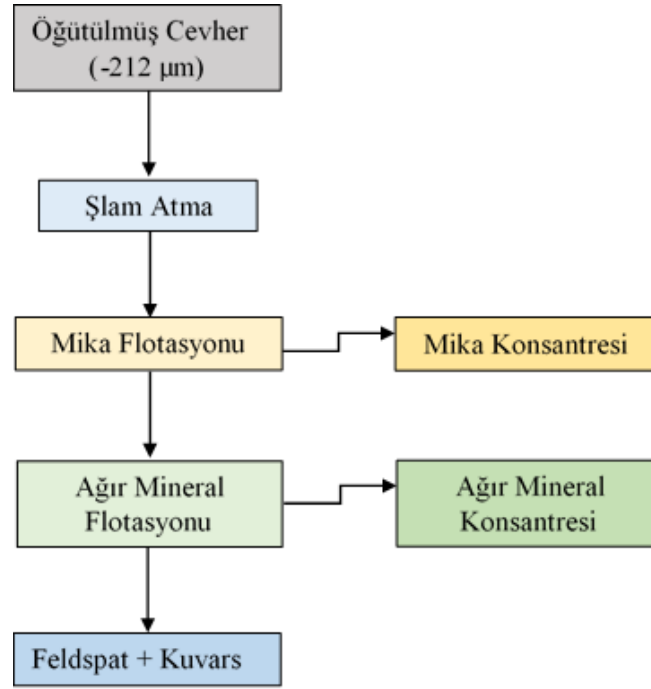 Öğütülmüş Cevher
(-212 µm)
Şlam Atma
Mika Flotasyonu
Mika Konsantresi
Ağır Mineral
Flotasyonu
Ağır Mineral
Konsantresi
Feldspat + Kuvars